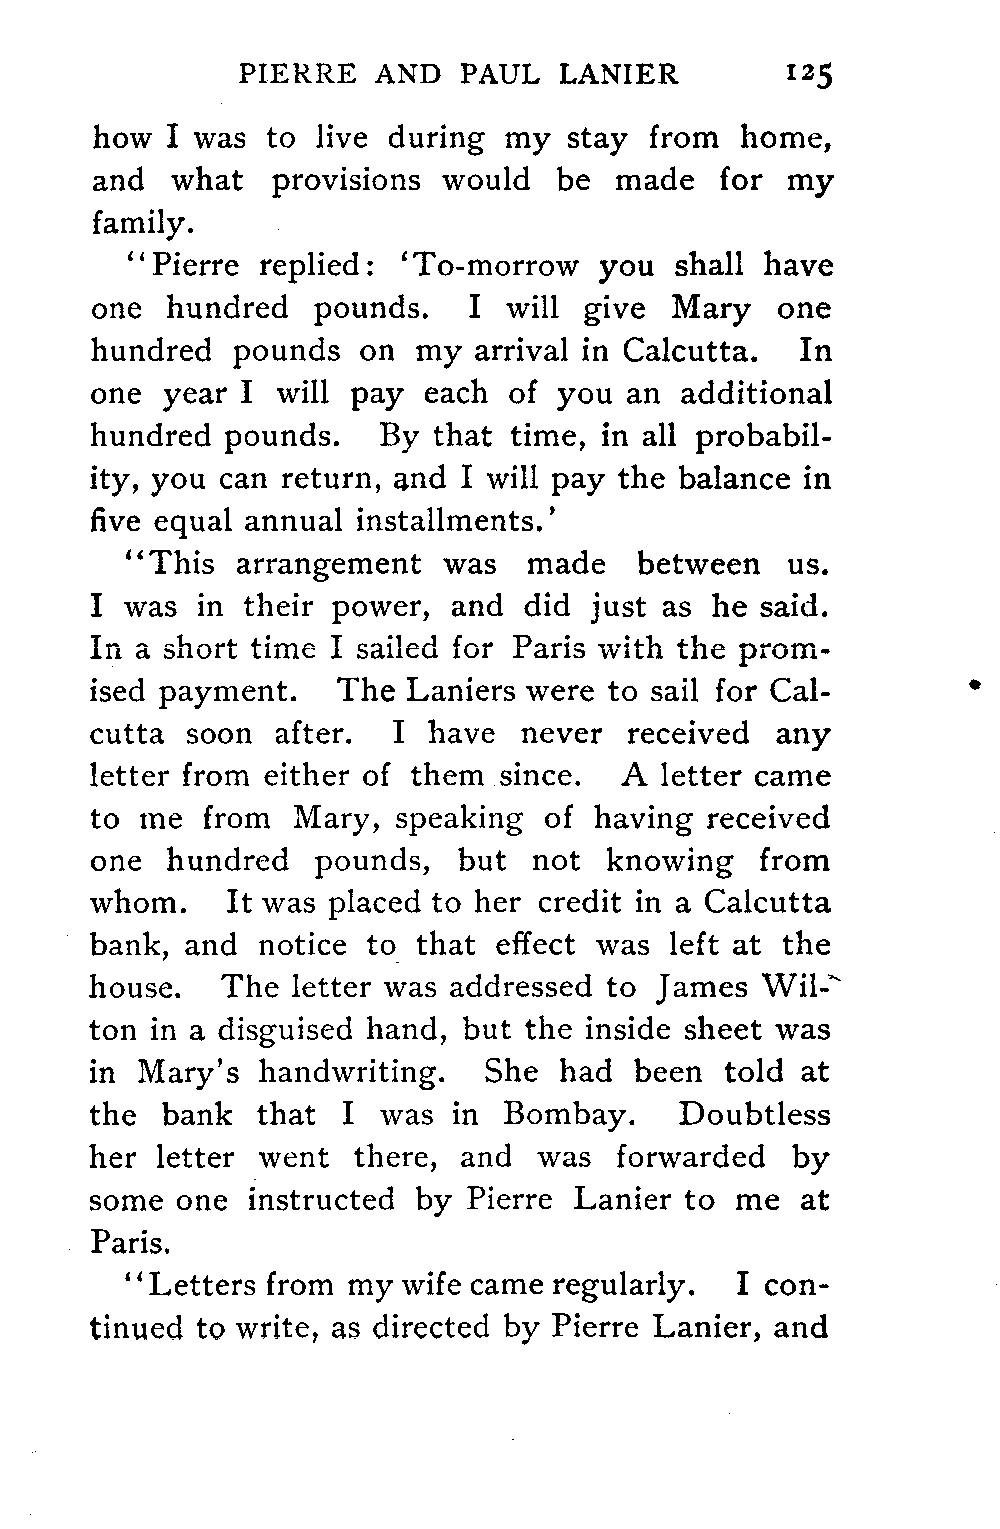 PIERRE AND PAUL LANIER 125
how I was to live during my stay from home,
and what provisions would be made for my
family.
"Pierre replied: 'To-morrow you shall have
one hundred pounds. I will give Mary one
hundred pounds on my arrival in Calcutta. In
one year I will pay each of you an additional
hundred pounds. By that time, in all probabil-
ity, you can return, and I will pay the balance in
five equal annual installments.'
"This arrangement was made between us.
I was in their power, and did just as he said.
In a short time I sailed for Paris with the prom-
ised payment. The Laniers were to sail for Cal-
cutta soon after. I have never received any
letter from either of them since. A letter came
to me from Mary, speaking of having received
one hundred pounds, but not knowing from
whom. It was placed to her credit in a Calcutta
bank, and notice to that effect was left at the
house. The letter was addressed to James Wil-
ton in a disguised hand, but the inside sheet was
in Mary's handwriting. She had been told at
the bank that I was in Bombay. Doubtless
her letter went there, and was forwarded by
some one instructed by Pierre Lanier to me at
Paris.
"Letters from my wife came regularly. I con-
tinued to write, as directed by Pierre Lanier, and